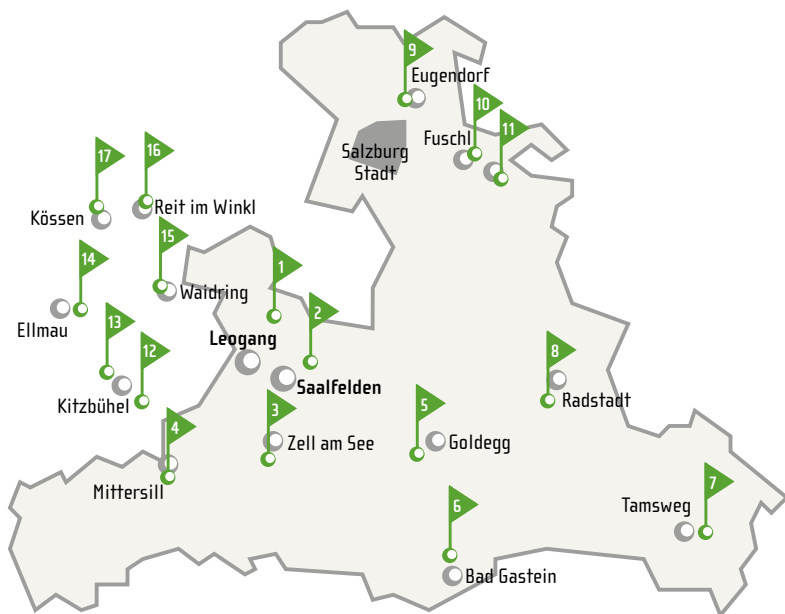 9
Eugendorf
10
Fuschl
11
Salzburg
Stadt
17
16
Kössen
Reit im Winkl
15
Waidring
14
Ellmau
1
2
13
12
Leogang
Saalfelden
Kitzbühel
8
Radstadt
3
Zell am See
4
Mittersill
5
Goldegg
6
Bad Gastein
7
Tamsweg